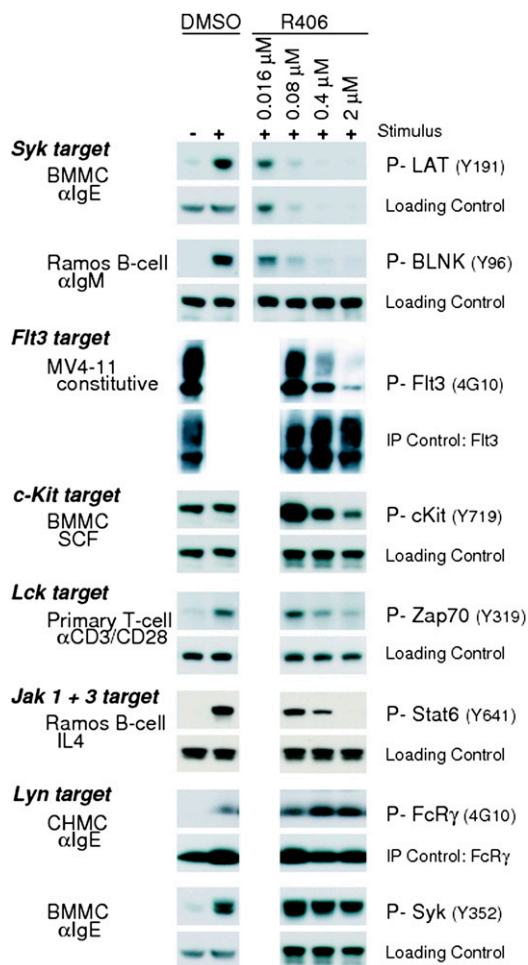 DMSO R406
0.016 µM
0.08 µM
0.4 µM
2 µM
- + + + + + Stimulus
Syk target
BMMC
αIgE
P- LAT (Y191)
Loading Control
Ramos B-cell
αIgM
P- BLNK (Y96)
Loading Control
Flt3 target
MV4-11
constitutive
P- Flt3 (4G10)
IP Control: Flt3
c-Kit target
BMMC
SCF
P- cKit (Y719)
Loading Control
Lck target
Primary T-cell
αCD3/CD28
P- Zap70 (Y319)
Loading Control
Jak 1 + 3 target
Ramos B-cell
IL4
P- Stat6 (Y641)
Loading Control
Lyn target
CHMC
αIgE
P- FcRγ (4G10)
IP Control: FcRγ
BMMC
αIgE
P- Syk (Y352)
Loading Control